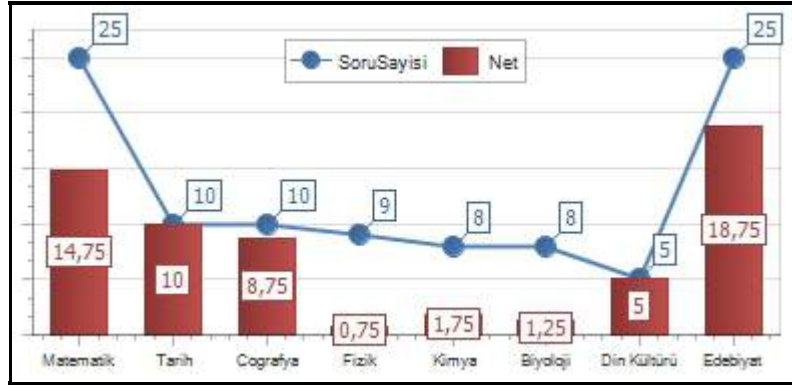 25
25
SoruSayisi
Net
10
10
9
8
8
5
14,75
10
8,75
0,75
1,75
1,25
5
18,75
Matematik
Tarih
Cografya
Fizik
Kimya
Biyoloji
Din Kültürü
Edebiyat